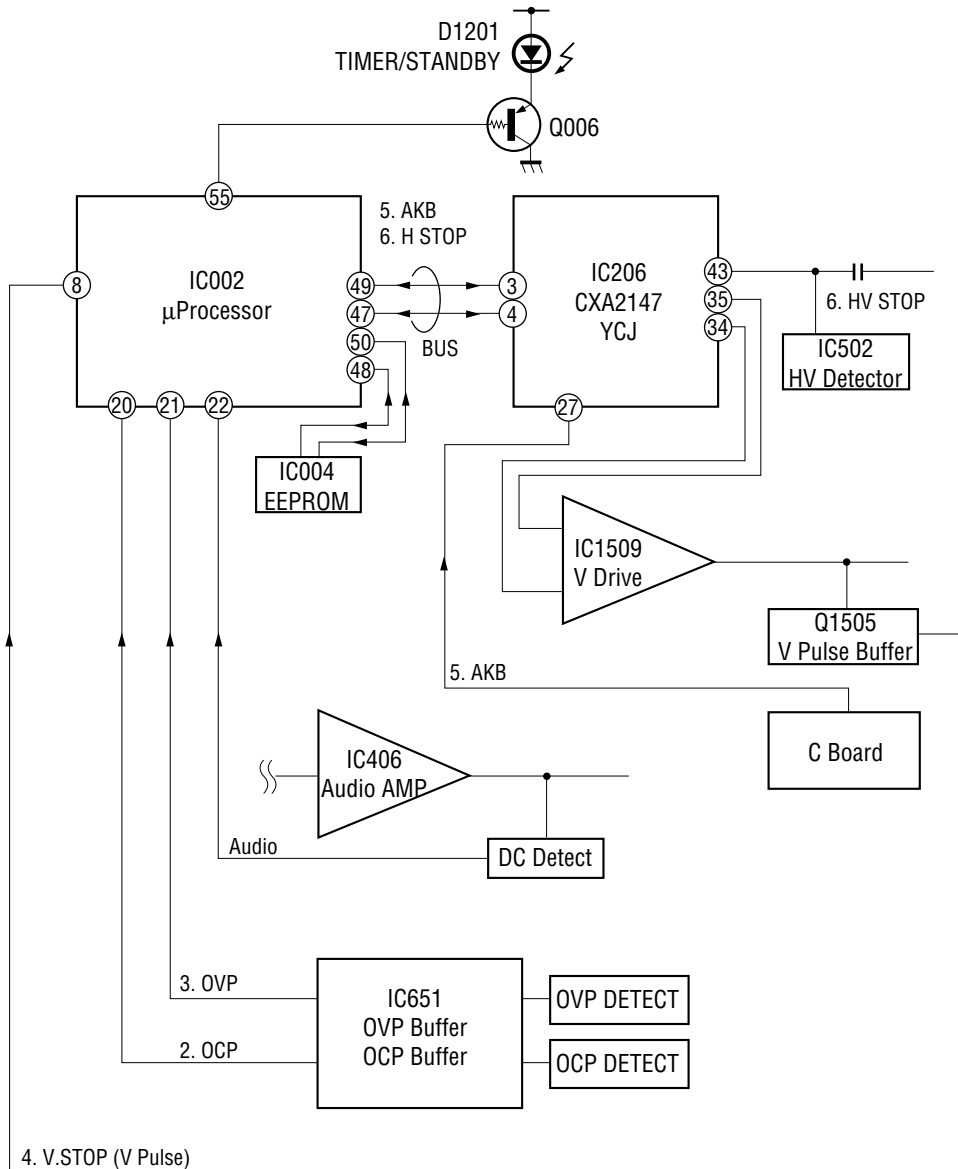 D1201
TIMER/STANDBY
Q006
55
5. AKB
6. H STOP
IC002
µProcessor
8
49
47
50
48
20
21
22
BUS
3
4
IC206
CXA2147
YCJ
43
35
34
27
6. HV STOP
IC502
HV Detector
IC004
EEPROM
IC1509
V Drive
Q1505
V Pulse Buffer
5. AKB
C Board
IC406
Audio AMP
Audio
DC Detect
3. OVP
2. OCP
IC651
OVP Buffer
OCP Buffer
OVP DETECT
OCP DETECT
4. V.STOP (V Pulse)